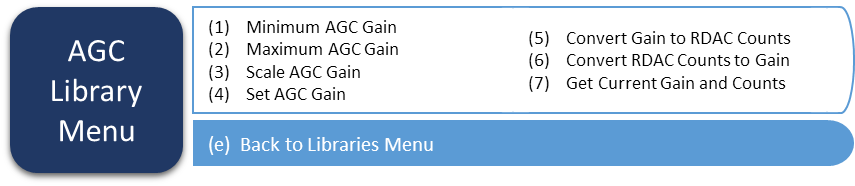 AGC
Library
Menu
(1) Minimum AGC Gain
(2) Maximum AGC Gain
(3) Scale AGC Gain
(4) Set AGC Gain
(5) Convert Gain to RDAC Counts
(6) Convert RDAC Counts to Gain
(7) Get Current Gain and Counts
(e) Back to Libraries Menu